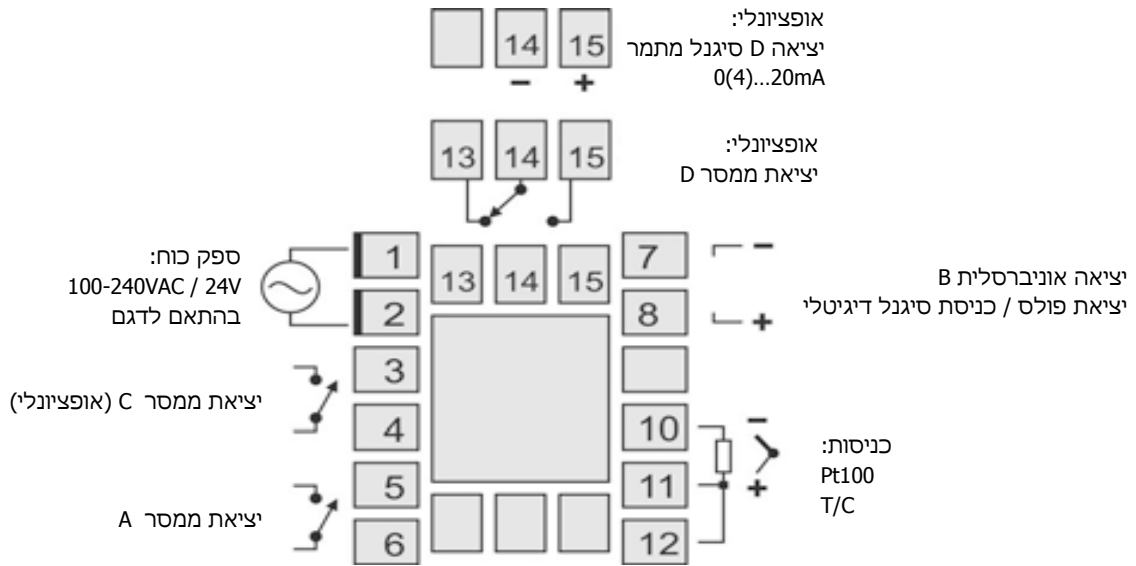 אופציונלי:
יציאה D סיגנל מתמר
0(4)...20mA
14 15
− +
אופציונלי:
יציאת ממסר D
13 14 15
ספק כוח:
100-240VAC / 24V
בהתאם לדגם
1
2
3
4
5
6
13 14 15
7
8
10
11
12
−
+
יציאה אוניברסלית B
יציאת פולס / כניסת סיגנל דיגיטלי
יציאת ממסר C (אופציונלי)
יציאת ממסר A
−
+
כניסות:
Pt100
T/C